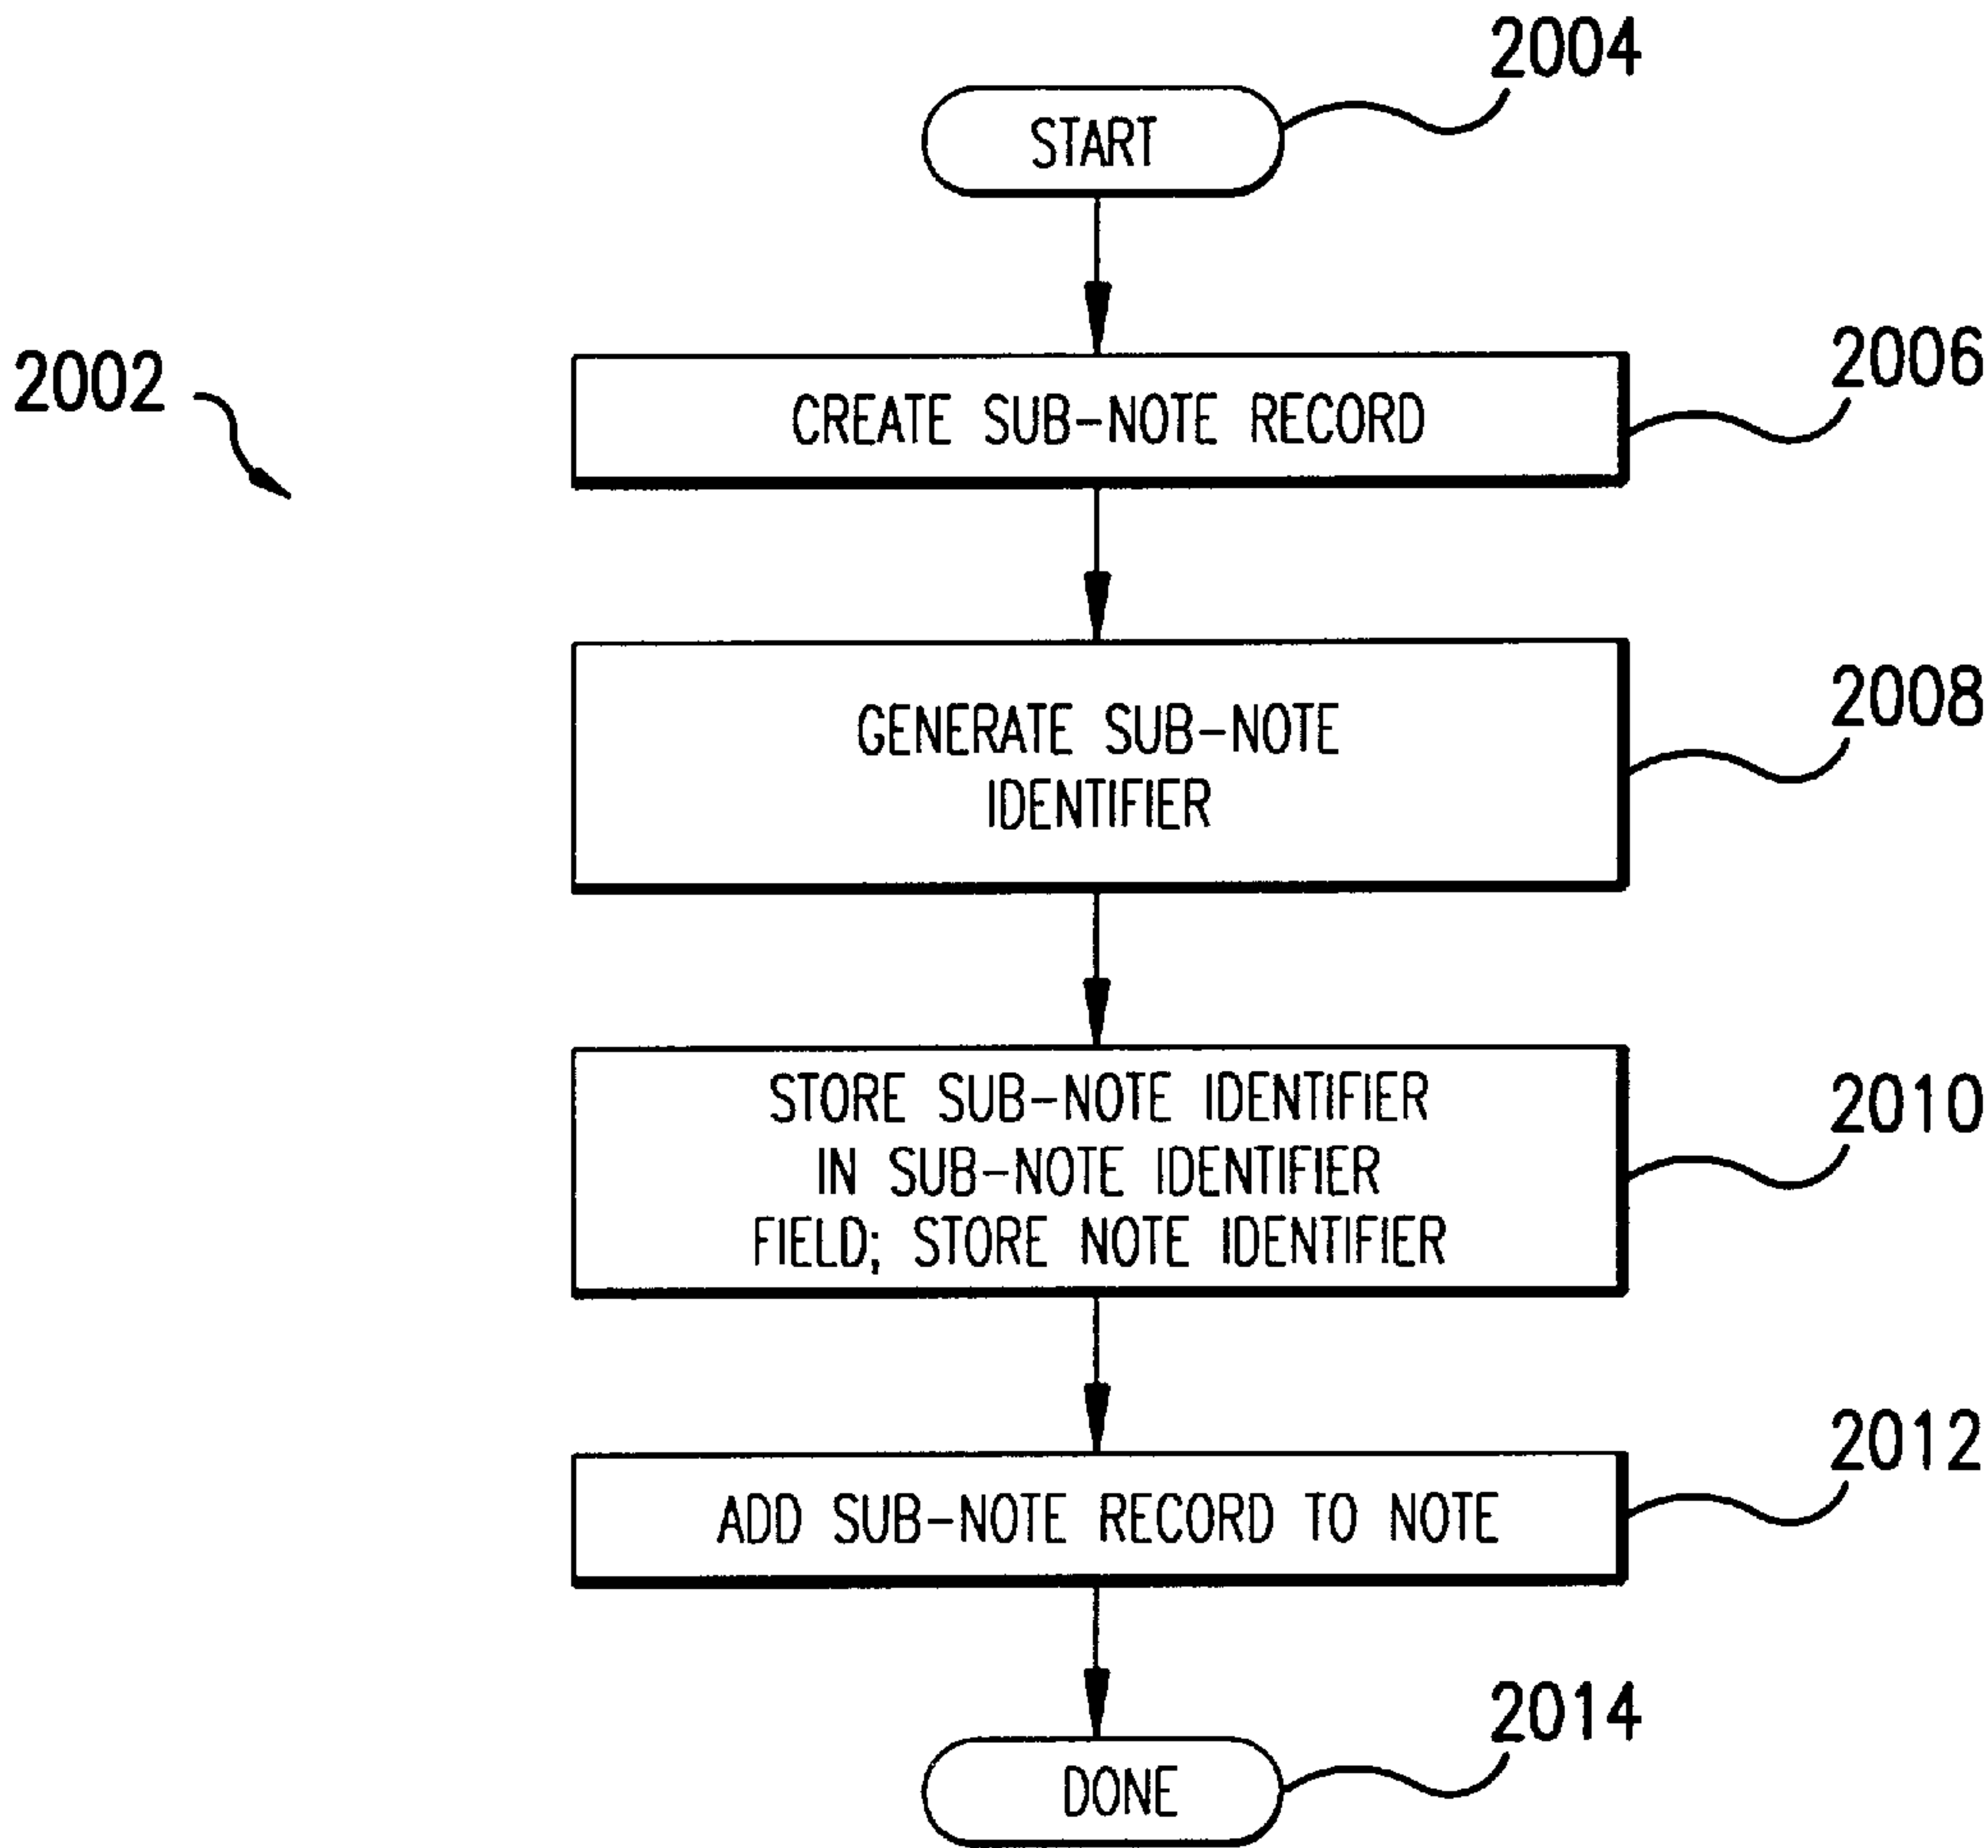 2004
START
2002
2006
CREATE SUB-NOTE RECORD
2008
GENERATE SUB-NOTE
IDENTIFIER
2010
STORE SUB-NOTE IDENTIFIER
IN SUB-NOTE IDENTIFIER
FIELD; STORE NOTE IDENTIFIER
2012
ADD SUB-NOTE RECORD TO NOTE
2014
DONE